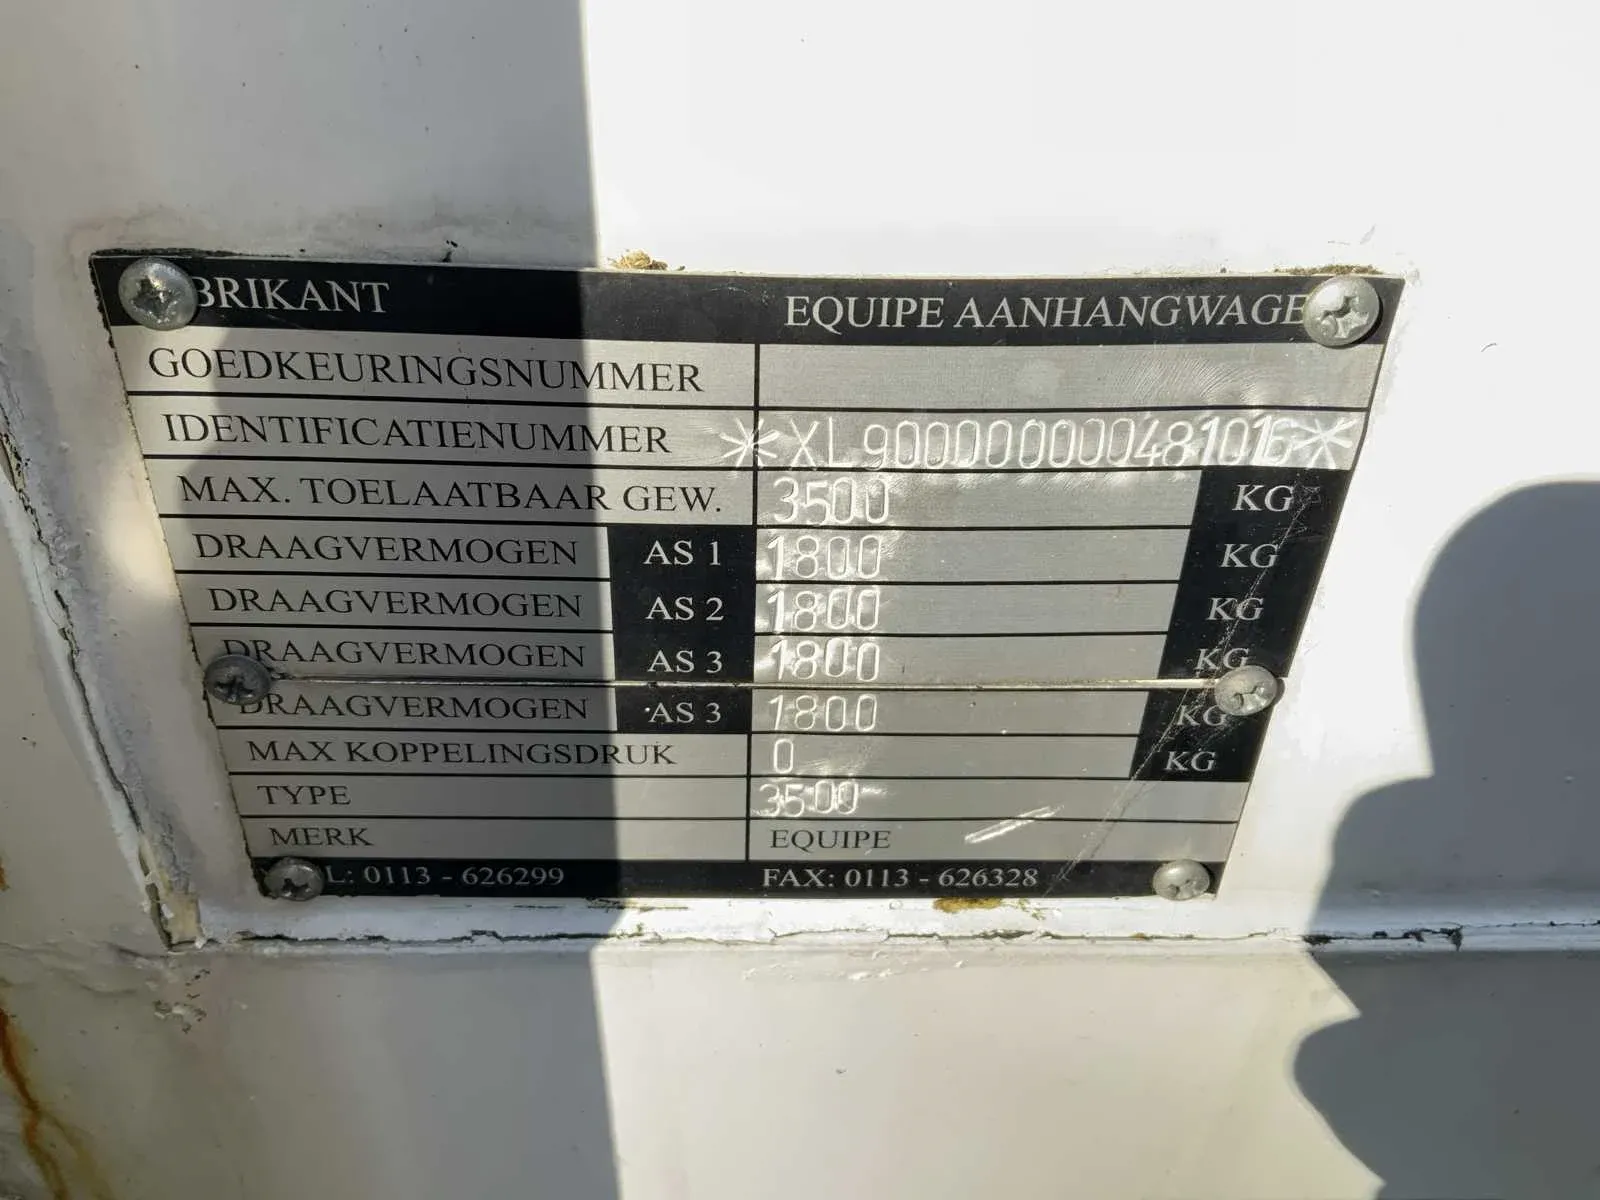 BRIKANT EQUIPE AANHANGWAGE
GOEDKEURINGSNUMMER
IDENTIFICATIENUMMER *XL900000000481016*
MAX. TOELAATBAAR GEW. 3500 KG
DRAAGVERMOGEN AS 1 1800 KG
DRAAGVERMOGEN AS 2 1800 KG
DRAAGVERMOGEN AS 3 1800 KG
DRAAGVERMOGEN AS 3 1800 KG
MAX KOPPELINGSDRUK 0 KG
TYPE 3500
MERK EQUIPE
L: 0113 - 626299 FAX: 0113 - 626328